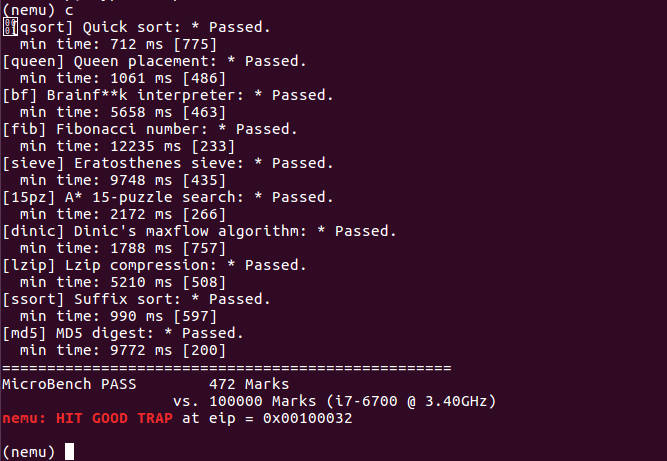 (nemu) c
[qsort] Quick sort: * Passed.
  min time: 712 ms [775]
[queen] Queen placement: * Passed.
  min time: 1061 ms [486]
[bf] Brainf**k interpreter: * Passed.
  min time: 5658 ms [463]
[fib] Fibonacci number: * Passed.
  min time: 12235 ms [233]
[sieve] Eratosthenes sieve: * Passed.
  min time: 9748 ms [435]
[15pz] A* 15-puzzle search: * Passed.
  min time: 2172 ms [266]
[dinic] Dinic's maxflow algorithm: * Passed.
  min time: 1788 ms [757]
[lzip] Lzip compression: * Passed.
  min time: 5210 ms [508]
[ssort] Suffix sort: * Passed.
  min time: 990 ms [597]
[md5] MD5 digest: * Passed.
  min time: 9772 ms [200]
==================================================
MicroBench PASS        472 Marks
                   vs. 100000 Marks (i7-6700 @ 3.40GHz)
nemu: HIT GOOD TRAP at eip = 0x00100032
(nemu)